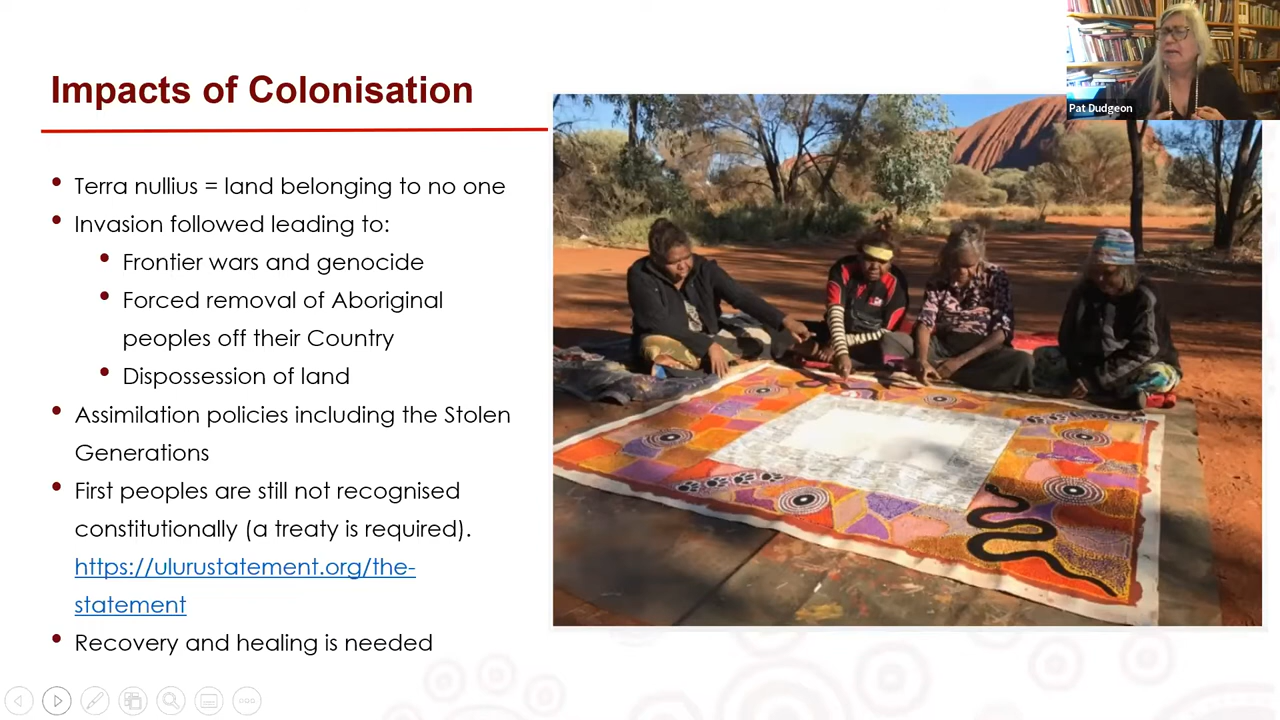 Pat Dudgeon
Impacts of Colonisation
Terra nullius = land belonging to no one
Invasion followed leading to:
Frontier wars and genocide
Forced removal of Aboriginal
peoples off their Country
Dispossession of land
Assimilation policies including the Stolen
Generations
First peoples are still not recognised
constitutionally (a treaty is required).
https://ulurustatement.org/the-
statement
Recovery and healing is needed